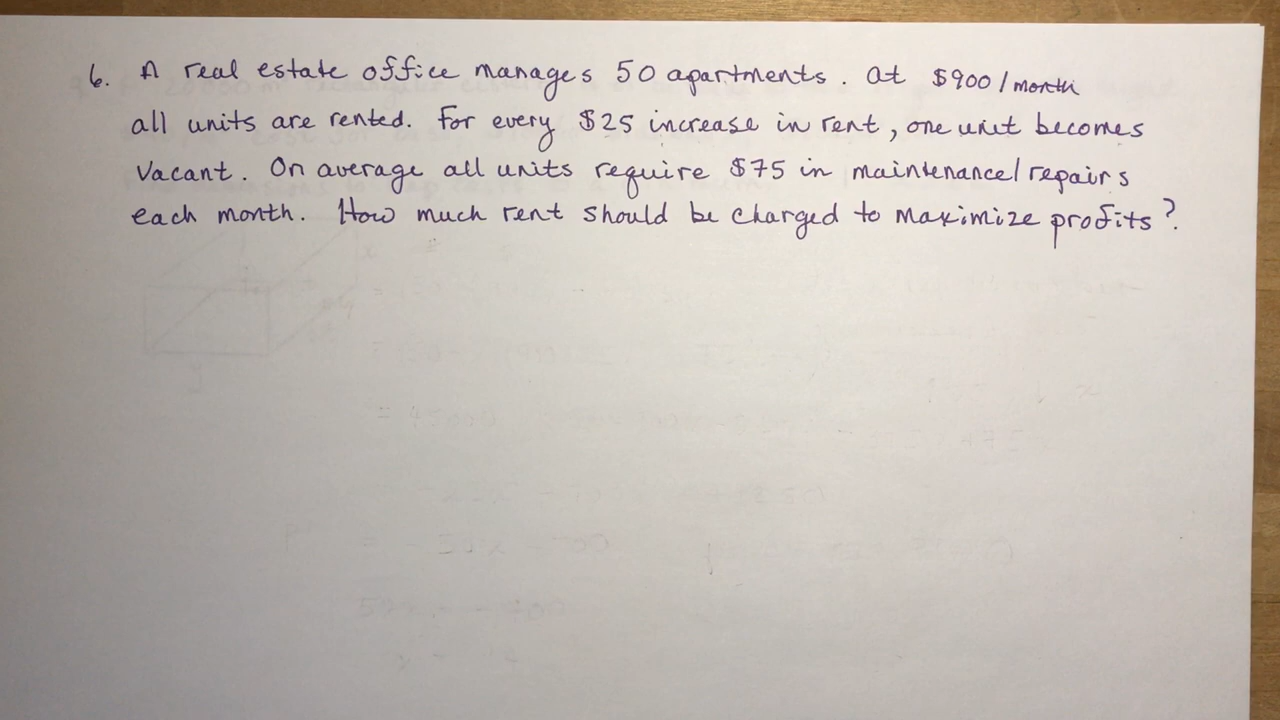 6. A real estate office manages 50 apartments. At $900/month
all units are rented. For every $25 increase in rent, one unit becomes
vacant. On average all units require $75 in maintenance/repairs
each month. How much rent should be charged to maximize profits?